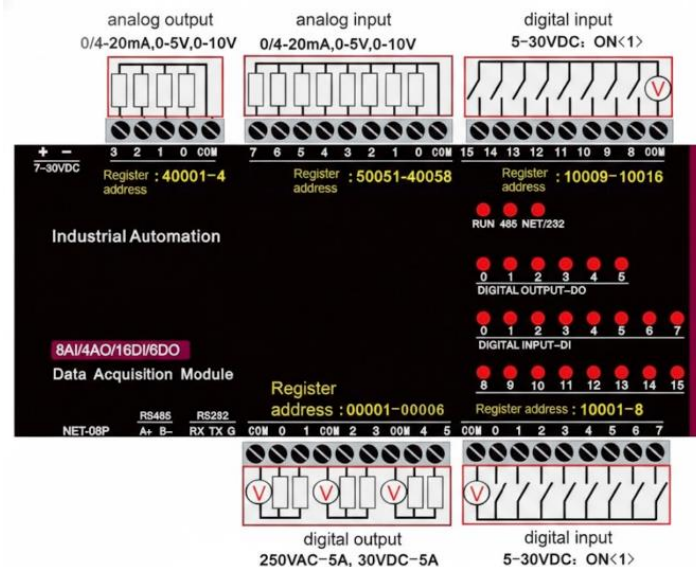 analog output
0/4-20mA,0-5V,0-10V
analog input
0/4-20mA,0-5V,0-10V
digital input
5-30VDC: ON<1>
V
+ -
7-30VDC
3 2 1 0 COM
7 6 5 4 3 2 1 0 COM
15 14 13 12 11 10 9 8 COM
Register address : 40001-4
Register address : 50051-40058
Register address : 10009-10016
RUN 485 NET/232
Industrial Automation
0 1 2 3 4 5
DIGITAL OUTPUT-DO
0 1 2 3 4 5 6 7
DIGITAL INPUT-DI
8AI/4AO/16DI/6DO
Data Acquisition Module
8 9 10 11 12 13 14 15
Register
address : 00001-00006
Register address : 10001-8
NET-08P
RS485
A+ B-
RS232
RX TX G
COM 0 1 COM 2 3 COM 4 5
COM 0 1 2 3 4 5 6 7
V V V
V
digital output
250VAC-5A, 30VDC-5A
digital input
5-30VDC: ON<1>